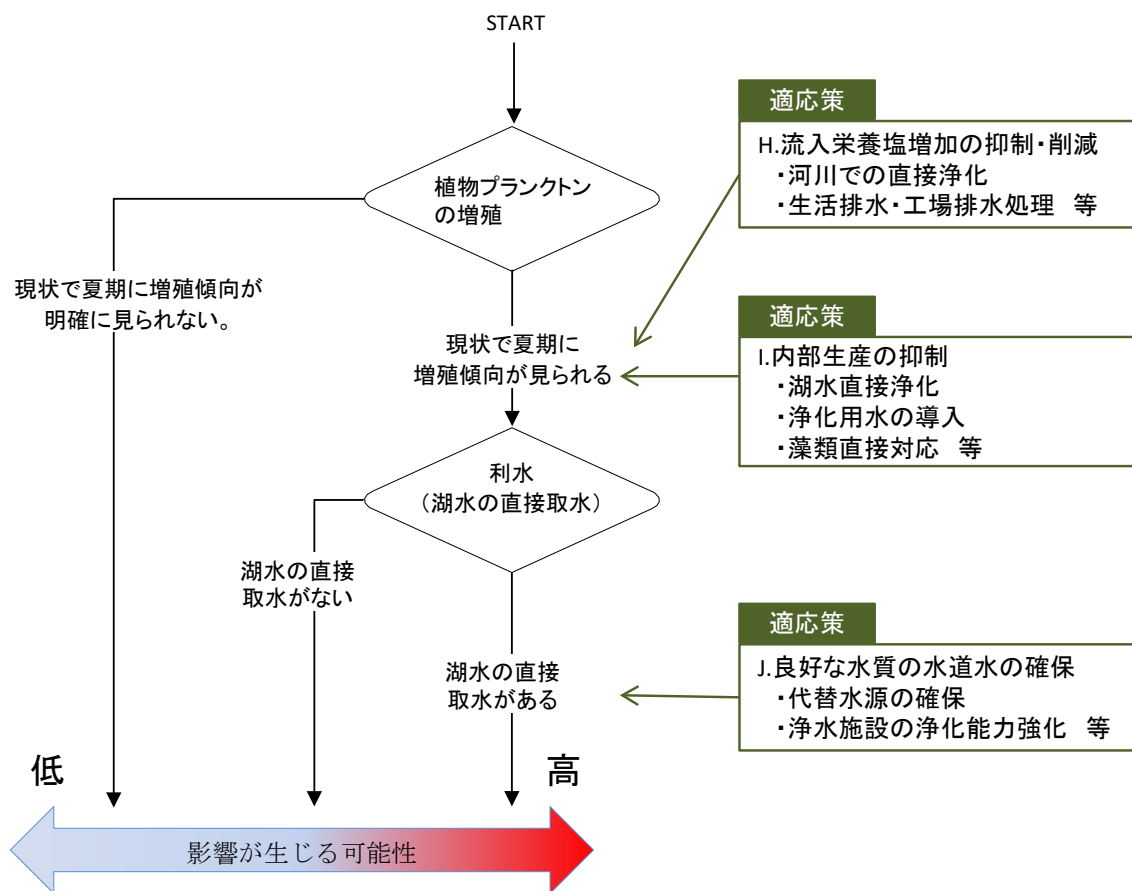 START
植物プランクトン
の増殖
現状で夏期に増殖傾向が
明確に見られない。
現状で夏期に
増殖傾向が見られる
利水
（湖水の直接取水）
湖水の直接
取水がない
湖水の直接
取水がある
適応策
H.流入栄養塩増加の抑制・削減
・河川での直接浄化
・生活排水・工場排水処理　等
適応策
I.内部生産の抑制
・湖水直接浄化
・浄化用水の導入
・藻類直接対応　等
適応策
J.良好な水質の水道水の確保
・代替水源の確保
・浄水施設の浄化能力強化　等
低
高
影響が生じる可能性